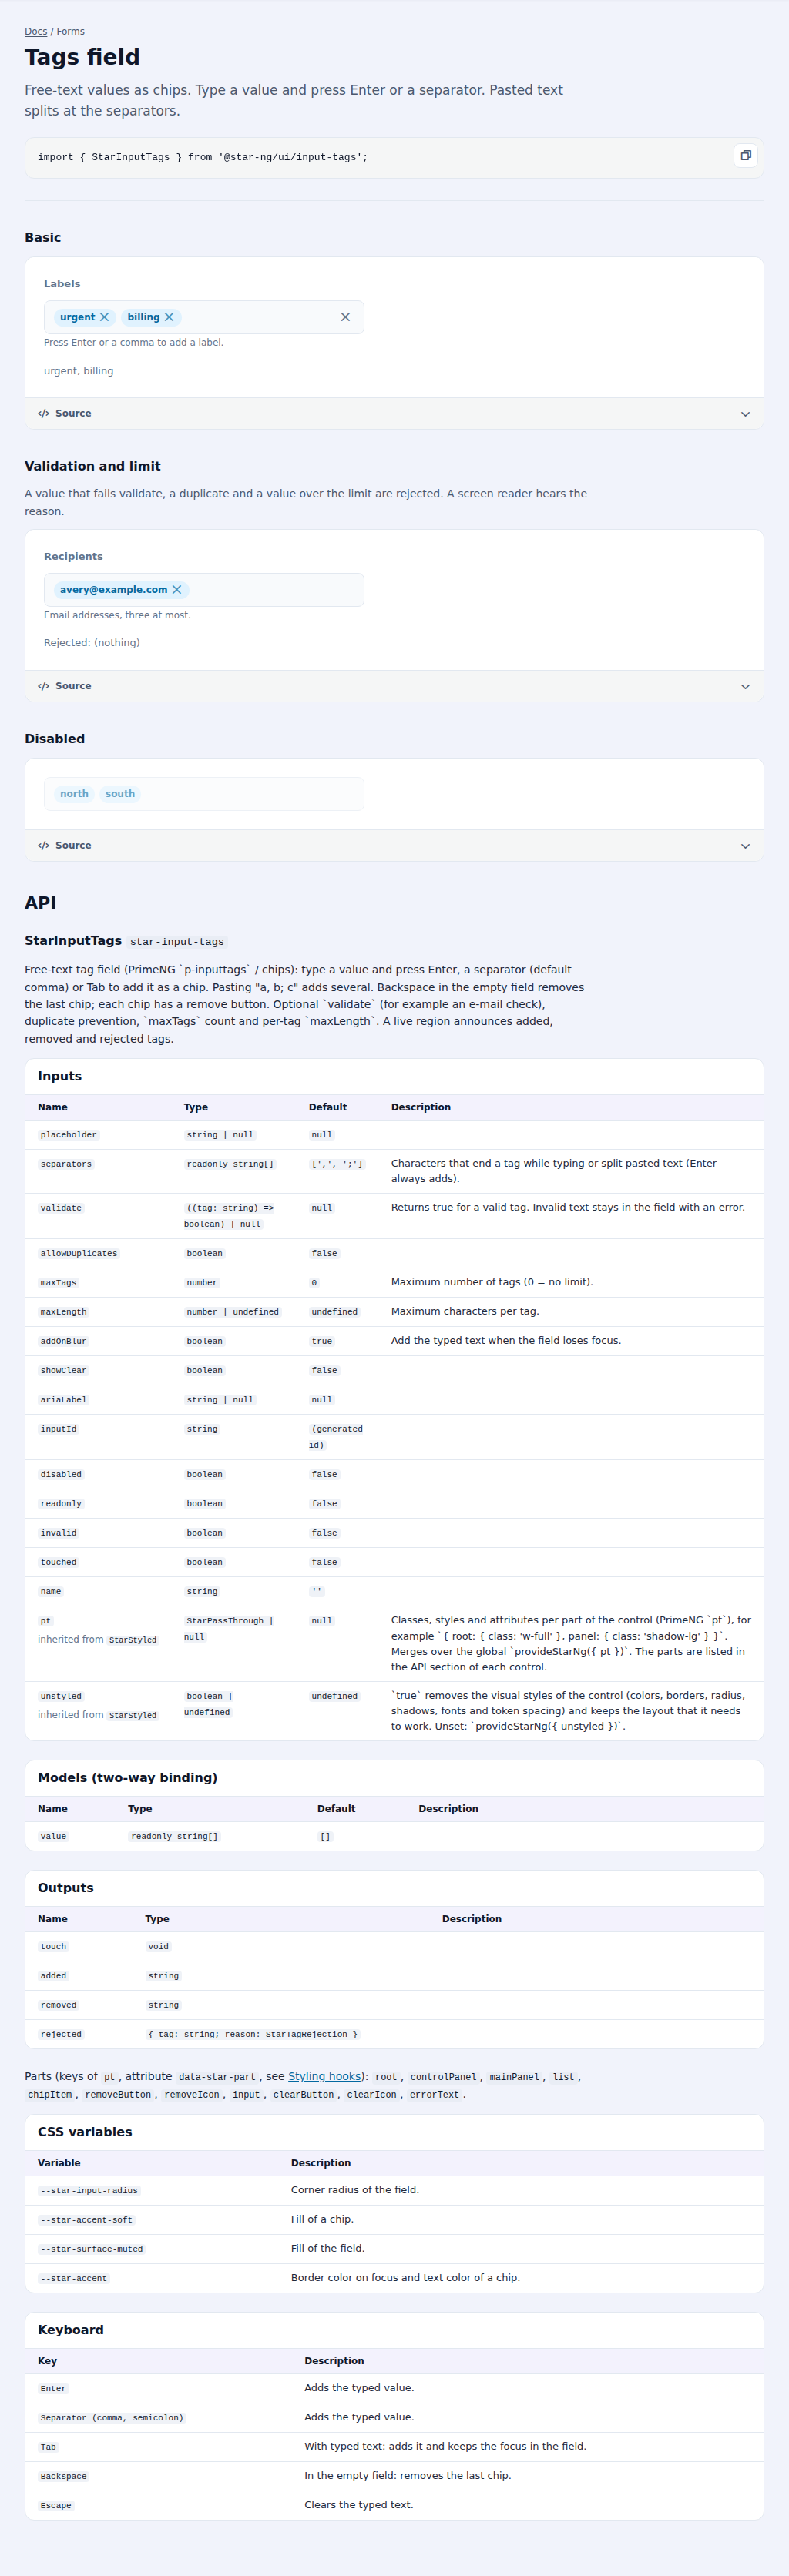 Docs / Forms
Tags field
Free-text values as chips. Type a value and press Enter or a separator. Pasted text
splits at the separators.
import { StarInputTags } from '@star-ng/ui/input-tags';
Basic
Labels
urgent billing
Press Enter or a comma to add a label.
urgent, billing
Source
Validation and limit
A value that fails validate, a duplicate and a value over the limit are rejected. A screen reader hears the
reason.
Recipients
avery@example.com
Email addresses, three at most.
Rejected: (nothing)
Source
Disabled
north south
Source
API
StarInputTags star-input-tags
Free-text tag field (PrimeNG `p-inputtags` / chips): type a value and press Enter, a separator (default
comma) or Tab to add it as a chip. Pasting "a, b; c" adds several. Backspace in the empty field removes
the last chip; each chip has a remove button. Optional `validate` (for example an e-mail check),
duplicate prevention, `maxTags` count and per-tag `maxLength`. A live region announces added,
removed and rejected tags.
Inputs
Name Type Default Description
placeholder string | null null
separators readonly string[] [',', ';'] Characters that end a tag while typing or split pasted text (Enter
always adds).
validate ((tag: string) => null Returns true for a valid tag. Invalid text stays in the field with an error.
boolean) | null
allowDuplicates boolean false
maxTags number 0 Maximum number of tags (0 = no limit).
maxLength number | undefined undefined Maximum characters per tag.
addOnBlur boolean true Add the typed text when the field loses focus.
showClear boolean false
ariaLabel string | null null
inputId string (generated
id)
disabled boolean false
readonly boolean false
invalid boolean false
touched boolean false
name string ''
pt StarPassThrough | null Classes, styles and attributes per part of the control (PrimeNG `pt`), for
inherited from StarStyled null example `{ root: { class: 'w-full' }, panel: { class: 'shadow-lg' } }`.
Merges over the global `provideStarNg({ pt })`. The parts are listed in
the API section of each control.
unstyled boolean | undefined `true` removes the visual styles of the control (colors, borders, radius,
inherited from StarStyled undefined shadows, fonts and token spacing) and keeps the layout that it needs
to work. Unset: `provideStarNg({ unstyled })`.
Models (two-way binding)
Name Type Default Description
value readonly string[] []
Outputs
Name Type Description
touch void
added string
removed string
rejected { tag: string; reason: StarTagRejection }
Parts (keys of pt, attribute data-star-part, see Styling hooks): root, controlPanel, mainPanel, list,
chipItem, removeButton, removeIcon, input, clearButton, clearIcon, errorText.
CSS variables
Variable Description
--star-input-radius Corner radius of the field.
--star-accent-soft Fill of a chip.
--star-surface-muted Fill of the field.
--star-accent Border color on focus and text color of a chip.
Keyboard
Key Description
Enter Adds the typed value.
Separator (comma, semicolon) Adds the typed value.
Tab With typed text: adds it and keeps the focus in the field.
Backspace In the empty field: removes the last chip.
Escape Clears the typed text.